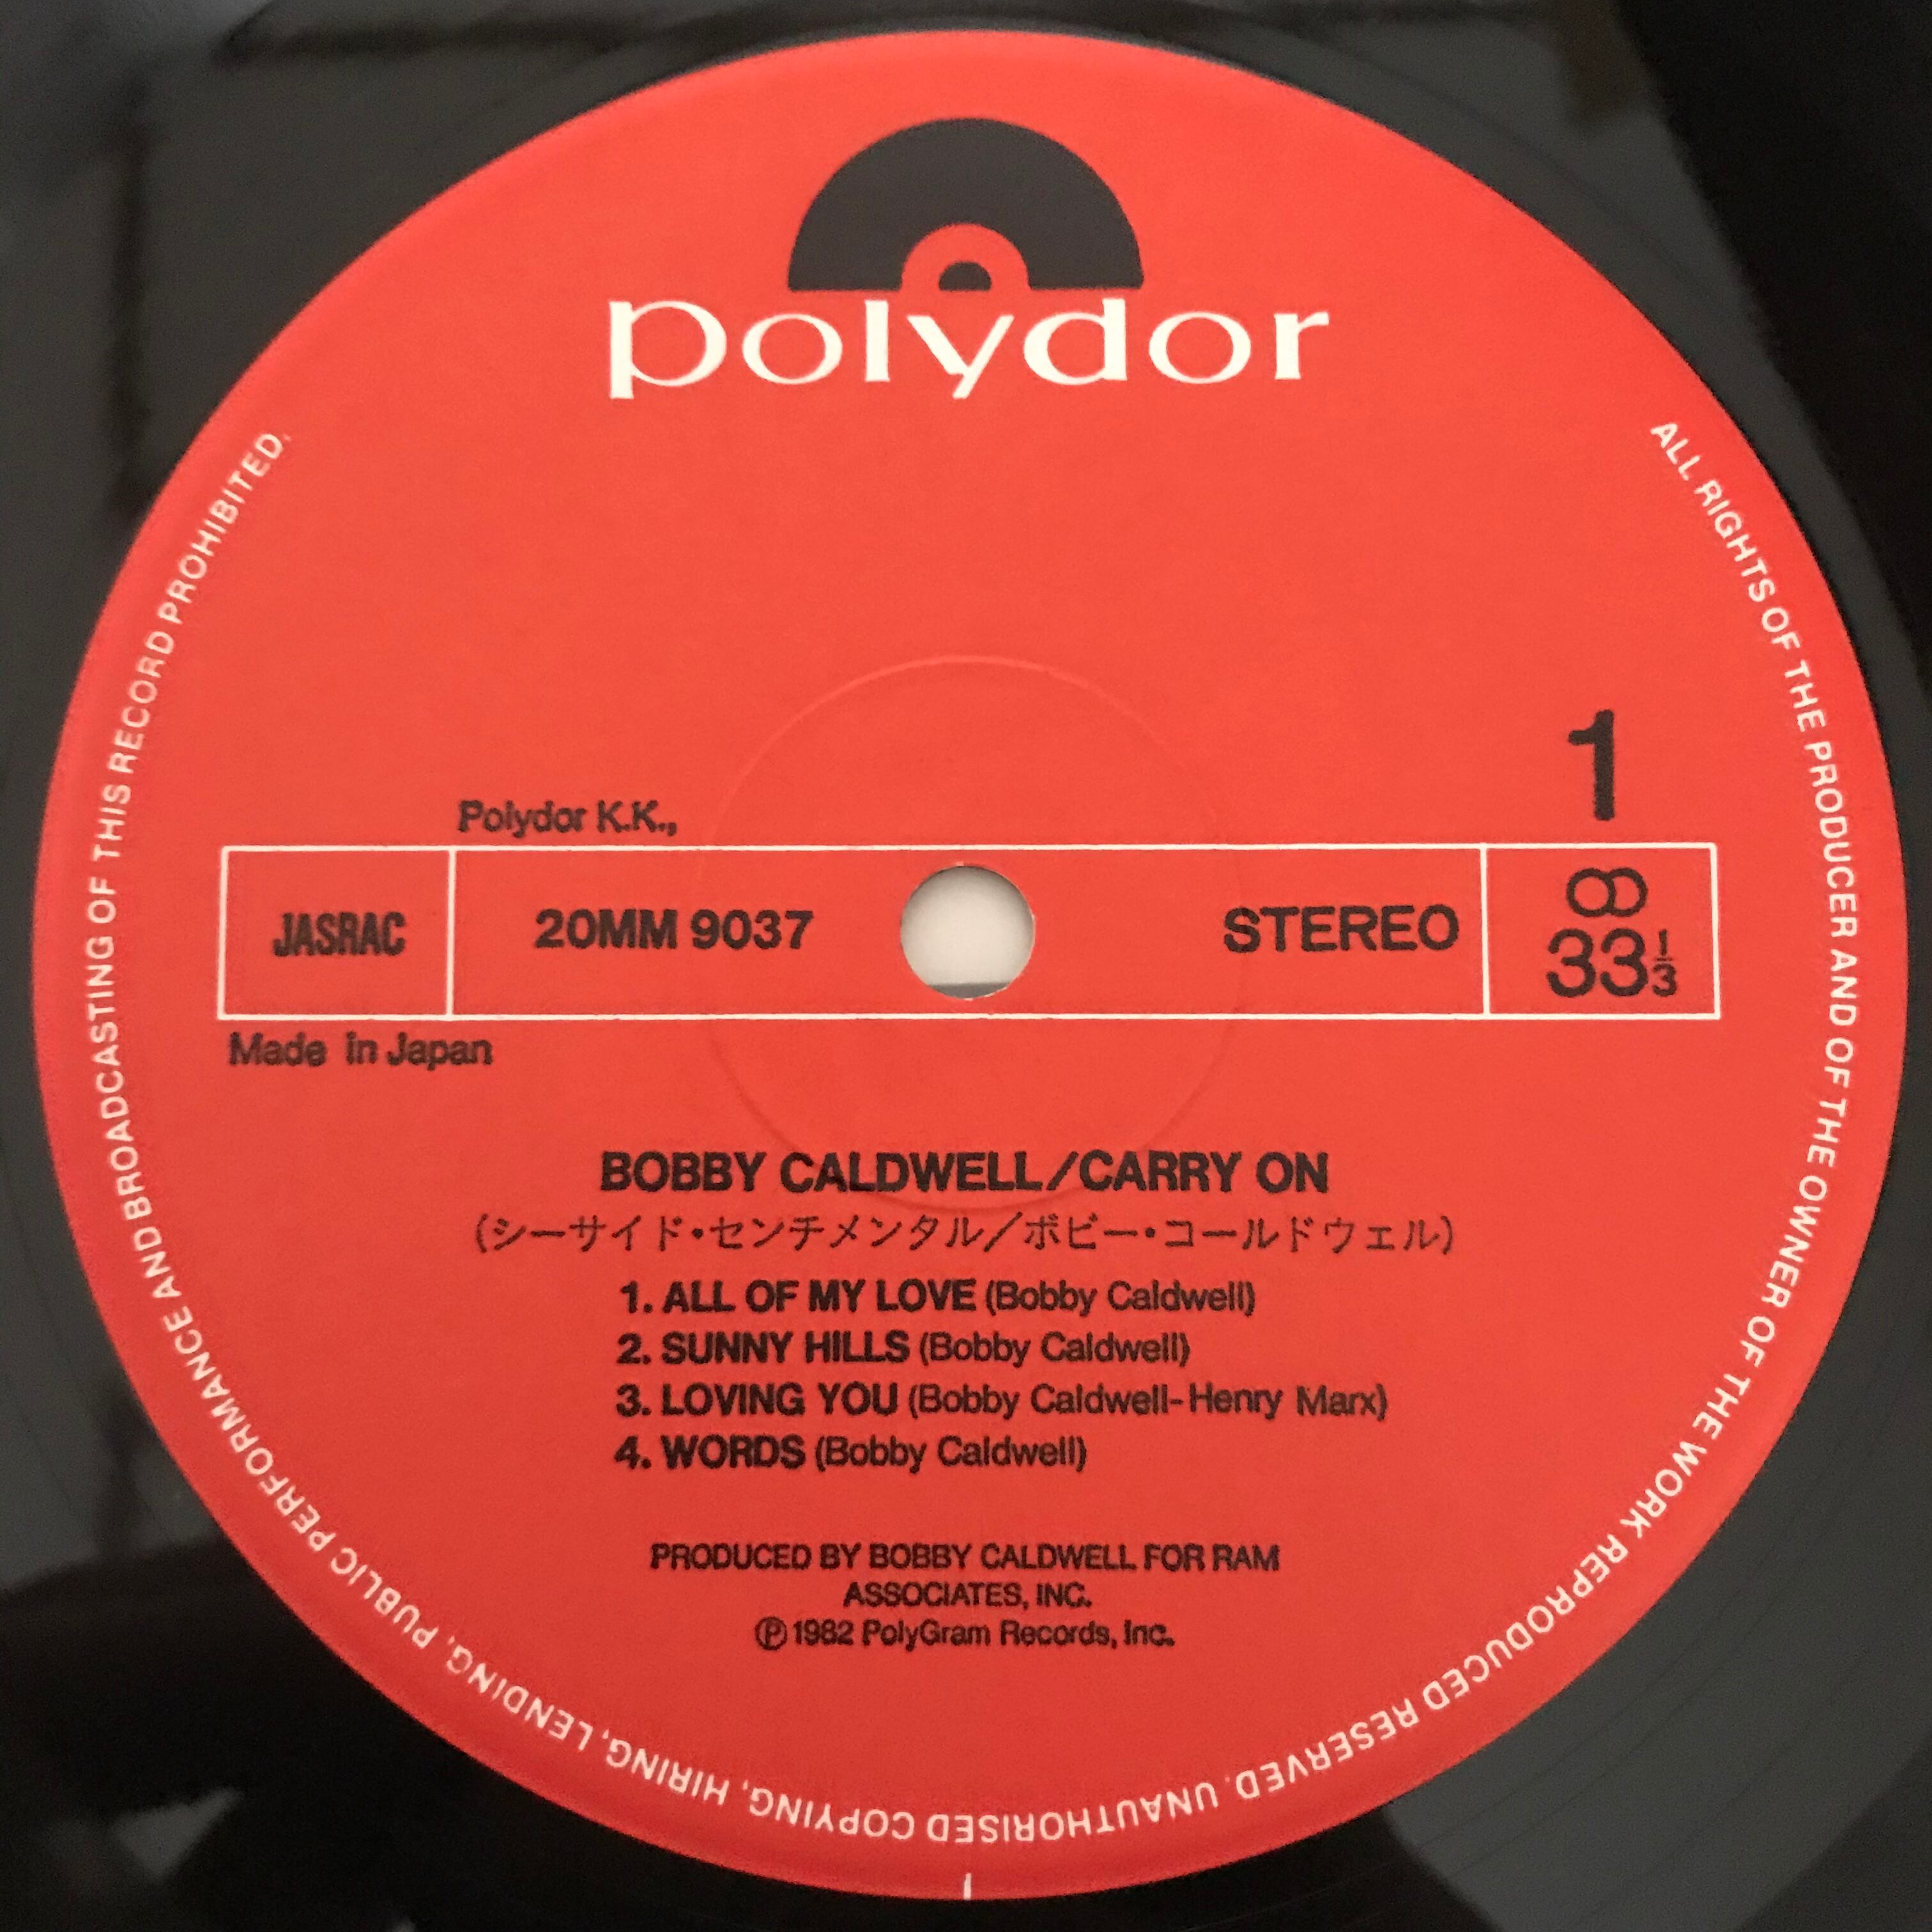 polydor
1
Polydor K.K.,
JASRAC
20MM 9037
STEREO
33 1/3
Made in Japan
BOBBY CALDWELL/CARRY ON
(シーサイド・センチメンタル/ボビー・コールドウェル)
1. ALL OF MY LOVE (Bobby Caldwell)
2. SUNNY HILLS (Bobby Caldwell)
3. LOVING YOU (Bobby Caldwell-Henry Marx)
4. WORDS (Bobby Caldwell)
PRODUCED BY BOBBY CALDWELL FOR RAM
ASSOCIATES, INC.
Ⓟ1982 PolyGram Records, Inc.
ALL RIGHTS OF THE PRODUCER AND OF THE OWNER OF THE WORK REPRODUCED RESERVED. UNAUTHORISED COPYING, HIRING, LENDING, PUBLIC PERFORMANCE AND BROADCASTING OF THIS RECORD PROHIBITED.